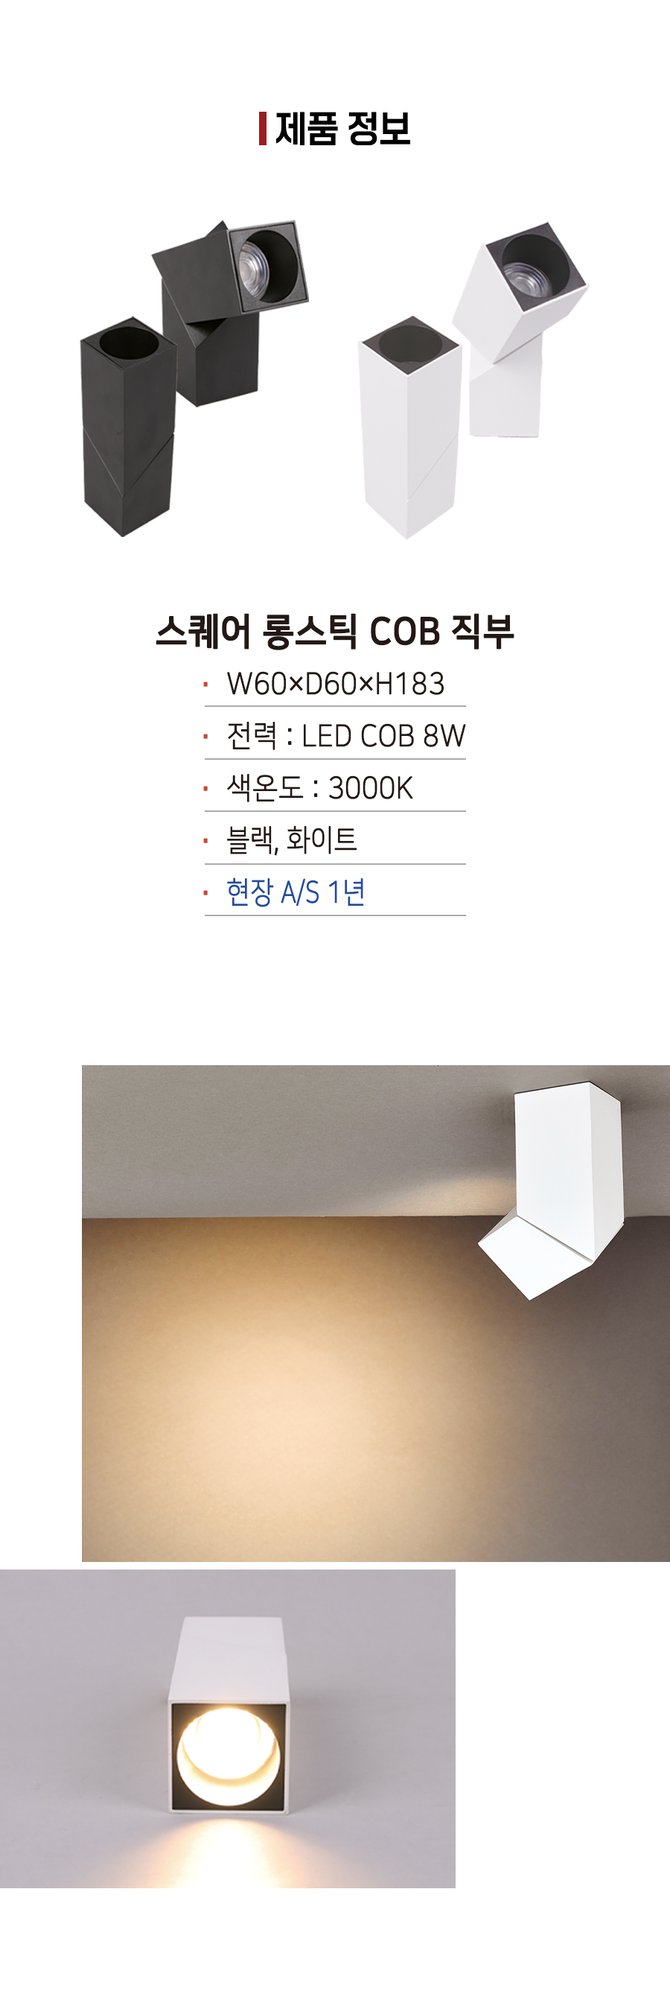 제품 정보
스퀘어 롱스틱 COB 직부
· W60×D60×H183
· 전력 : LED COB 8W
· 색온도 : 3000K
· 블랙, 화이트
· 현장 A/S 1년